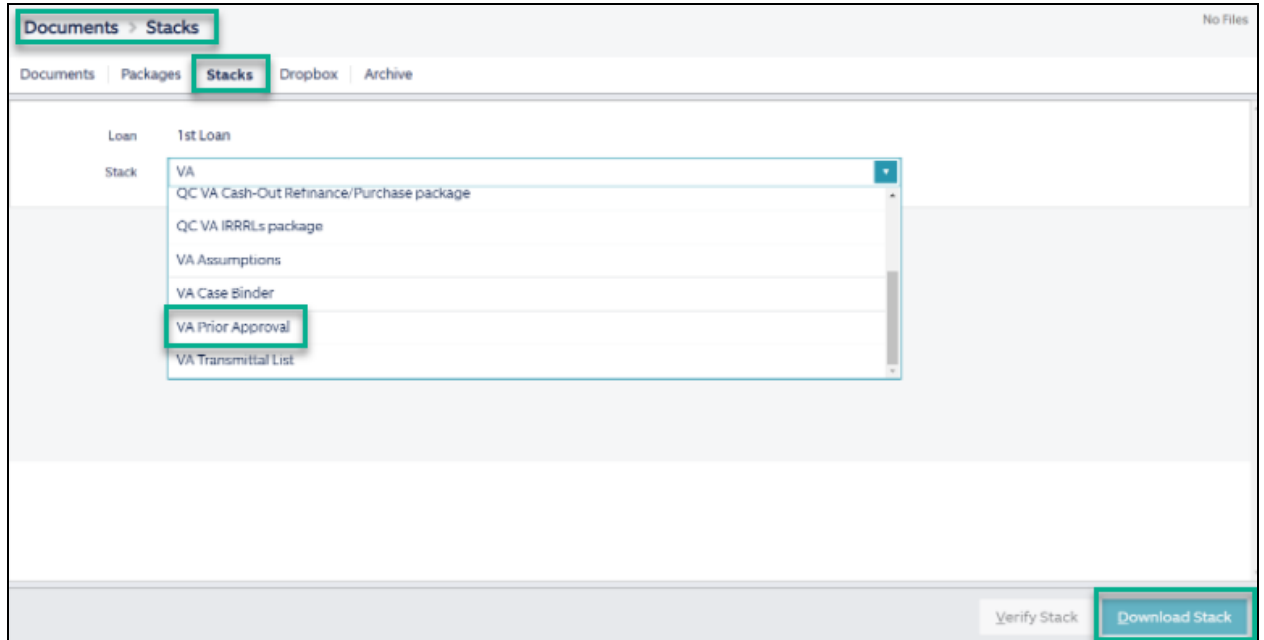 Documents > Stacks
No Files
Documents Packages Stacks Dropbox Archive
Loan 1st Loan
Stack VA
QC VA Cash-Out Refinance/Purchase package
QC VA IRRRLs package
VA Assumptions
VA Case Binder
VA Prior Approval
VA Transmittal List
Verify Stack Download Stack